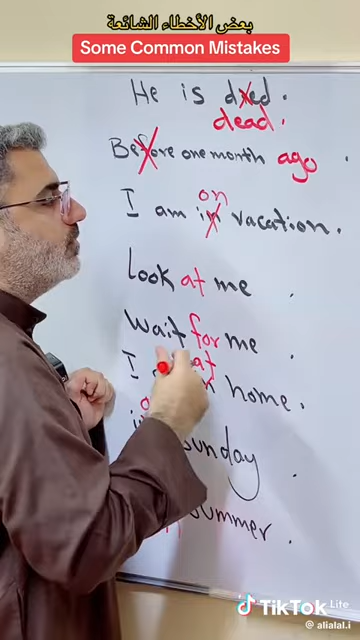 بعض الأخطاء الشائعة
Some Common Mistakes
He is died.
dead.
Before one month ago .
on
I am in vacation.
Look at me .
Wait for me .
at
I home.
Sunday .
summer .
TikTok Lite
@ alialal.i